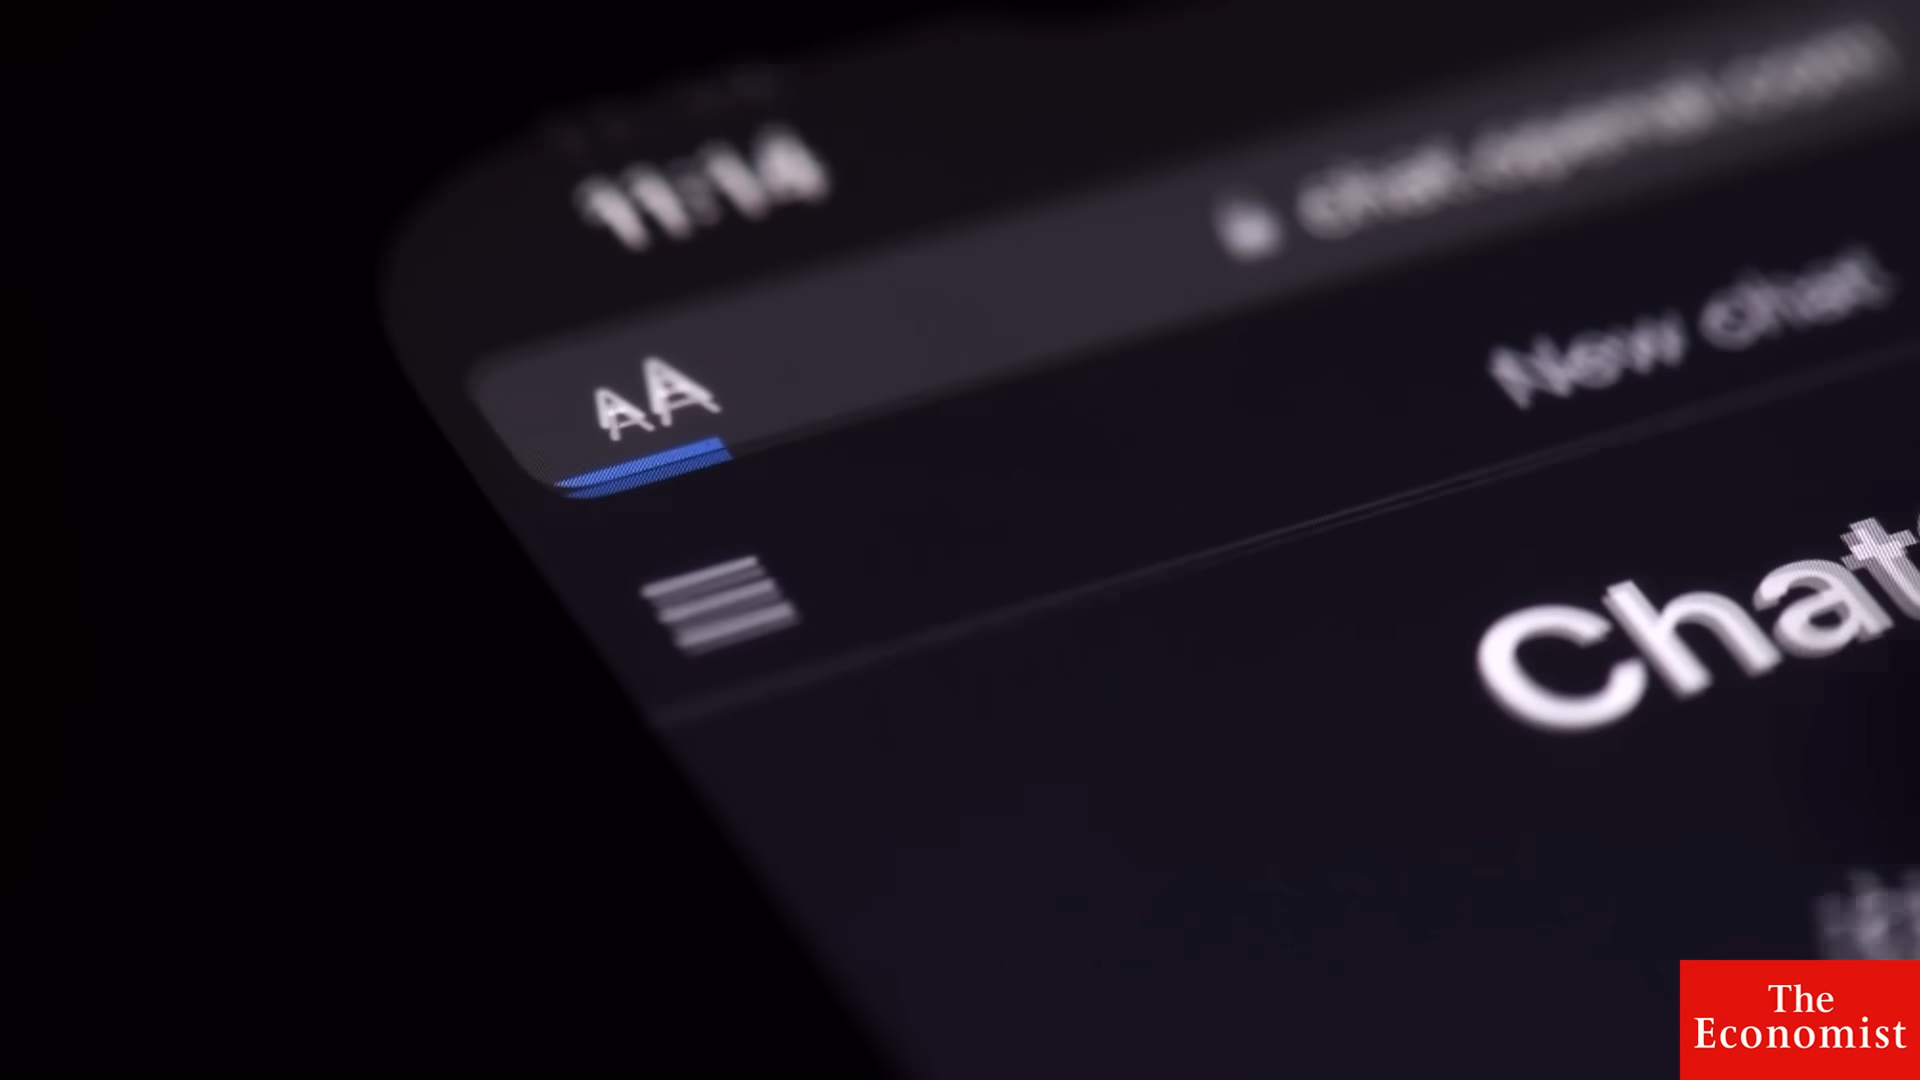 11:14
chat.openai.com
AA
New chat
Chat
The
Economist